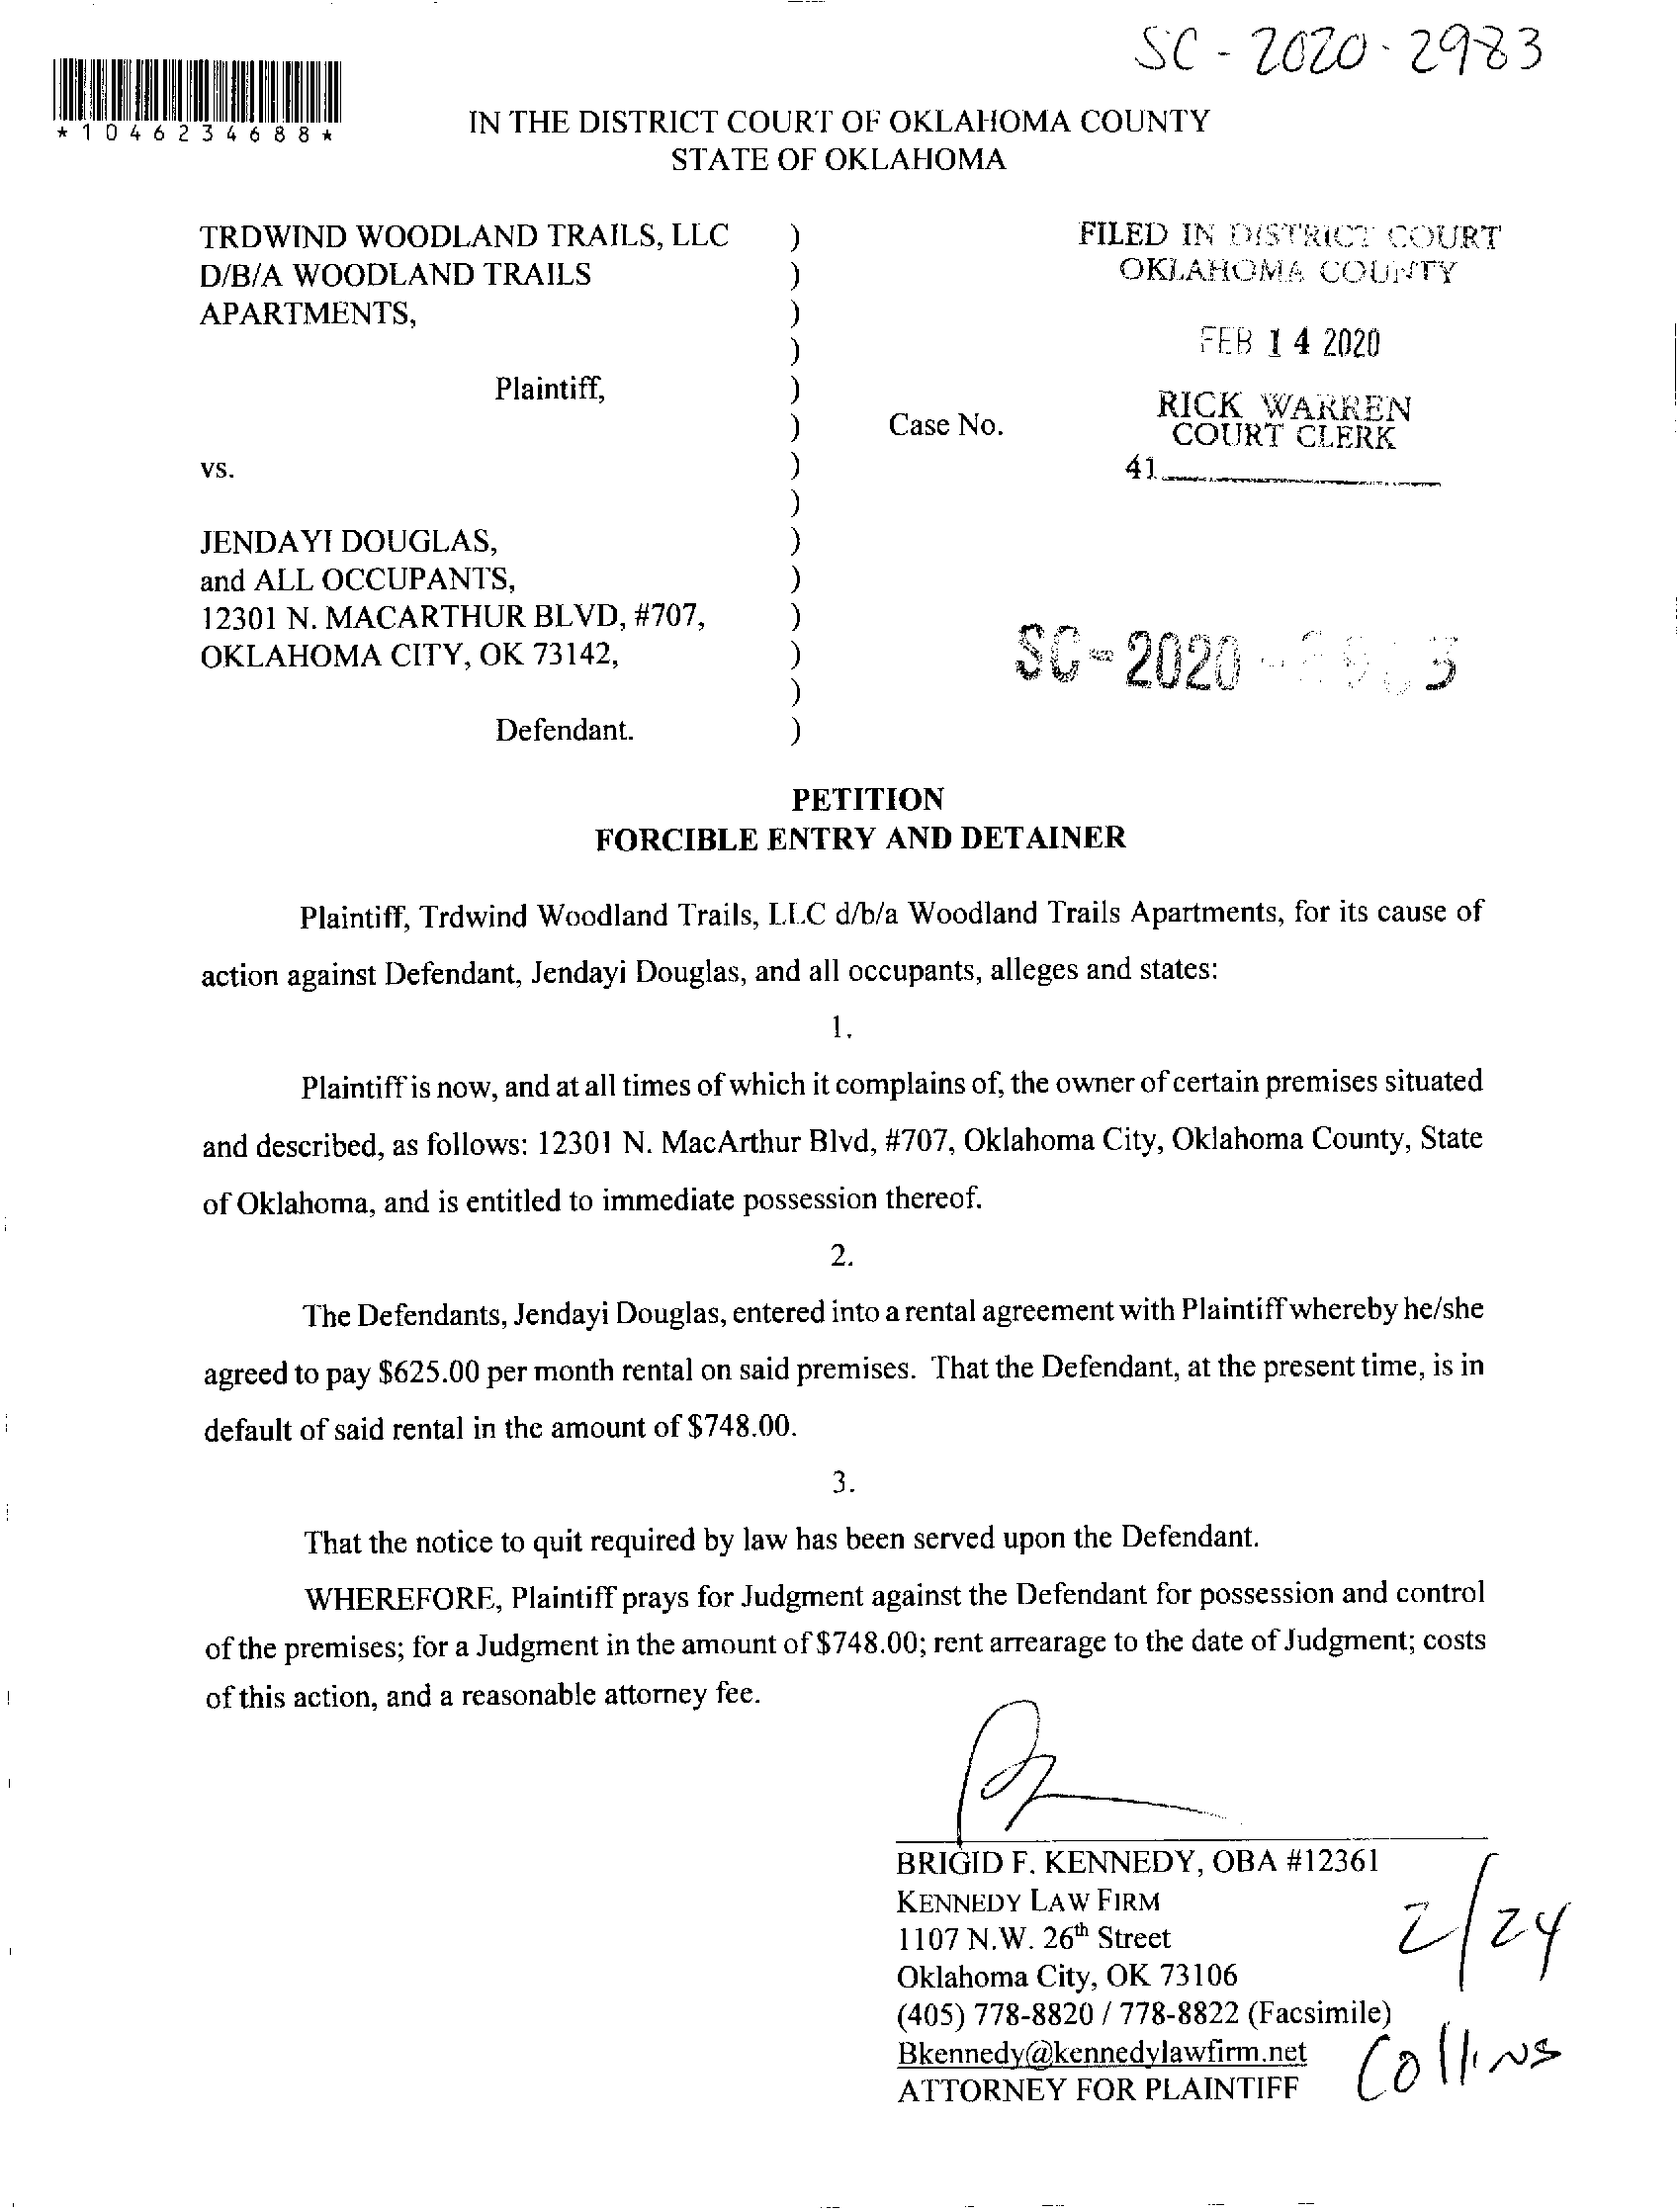 SC-2020-2983
*1046234688*
IN THE DISTRICT COURT OF OKLAHOMA COUNTY
STATE OF OKLAHOMA
TRDWIND WOODLAND TRAILS, LLC )
D/B/A WOODLAND TRAILS )
APARTMENTS, )
)
Plaintiff, )
)
vs. )
)
JENDAYI DOUGLAS, )
and ALL OCCUPANTS, )
12301 N. MACARTHUR BLVD, #707, )
OKLAHOMA CITY, OK 73142, )
)
Defendant. )
FILED IN DISTRICT COURT
OKLAHOMA COUNTY
FEB 14 2020
RICK WARREN
COURT CLERK
41
Case No.
SC-2020-
PETITION
FORCIBLE ENTRY AND DETAINER
Plaintiff, Trdwind Woodland Trails, LLC d/b/a Woodland Trails Apartments, for its cause of
action against Defendant, Jendayi Douglas, and all occupants, alleges and states:
1.
Plaintiff is now, and at all times of which it complains of, the owner of certain premises situated
and described, as follows: 12301 N. MacArthur Blvd, #707, Oklahoma City, Oklahoma County, State
of Oklahoma, and is entitled to immediate possession thereof.
2.
The Defendants, Jendayi Douglas, entered into a rental agreement with Plaintiff whereby he/she
agreed to pay $625.00 per month rental on said premises. That the Defendant, at the present time, is in
default of said rental in the amount of $748.00.
3.
That the notice to quit required by law has been served upon the Defendant.
WHEREFORE, Plaintiff prays for Judgment against the Defendant for possession and control
of the premises; for a Judgment in the amount of $748.00; rent arrearage to the date of Judgment; costs
of this action, and a reasonable attorney fee.
BRIGID F. KENNEDY, OBA #12361
KENNEDY LAW FIRM
1107 N.W. 26th Street
Oklahoma City, OK 73106
(405) 778-8820 / 778-8822 (Facsimile)
Bkennedy@kennedylawfirm.net
ATTORNEY FOR PLAINTIFF
2/24
Collins